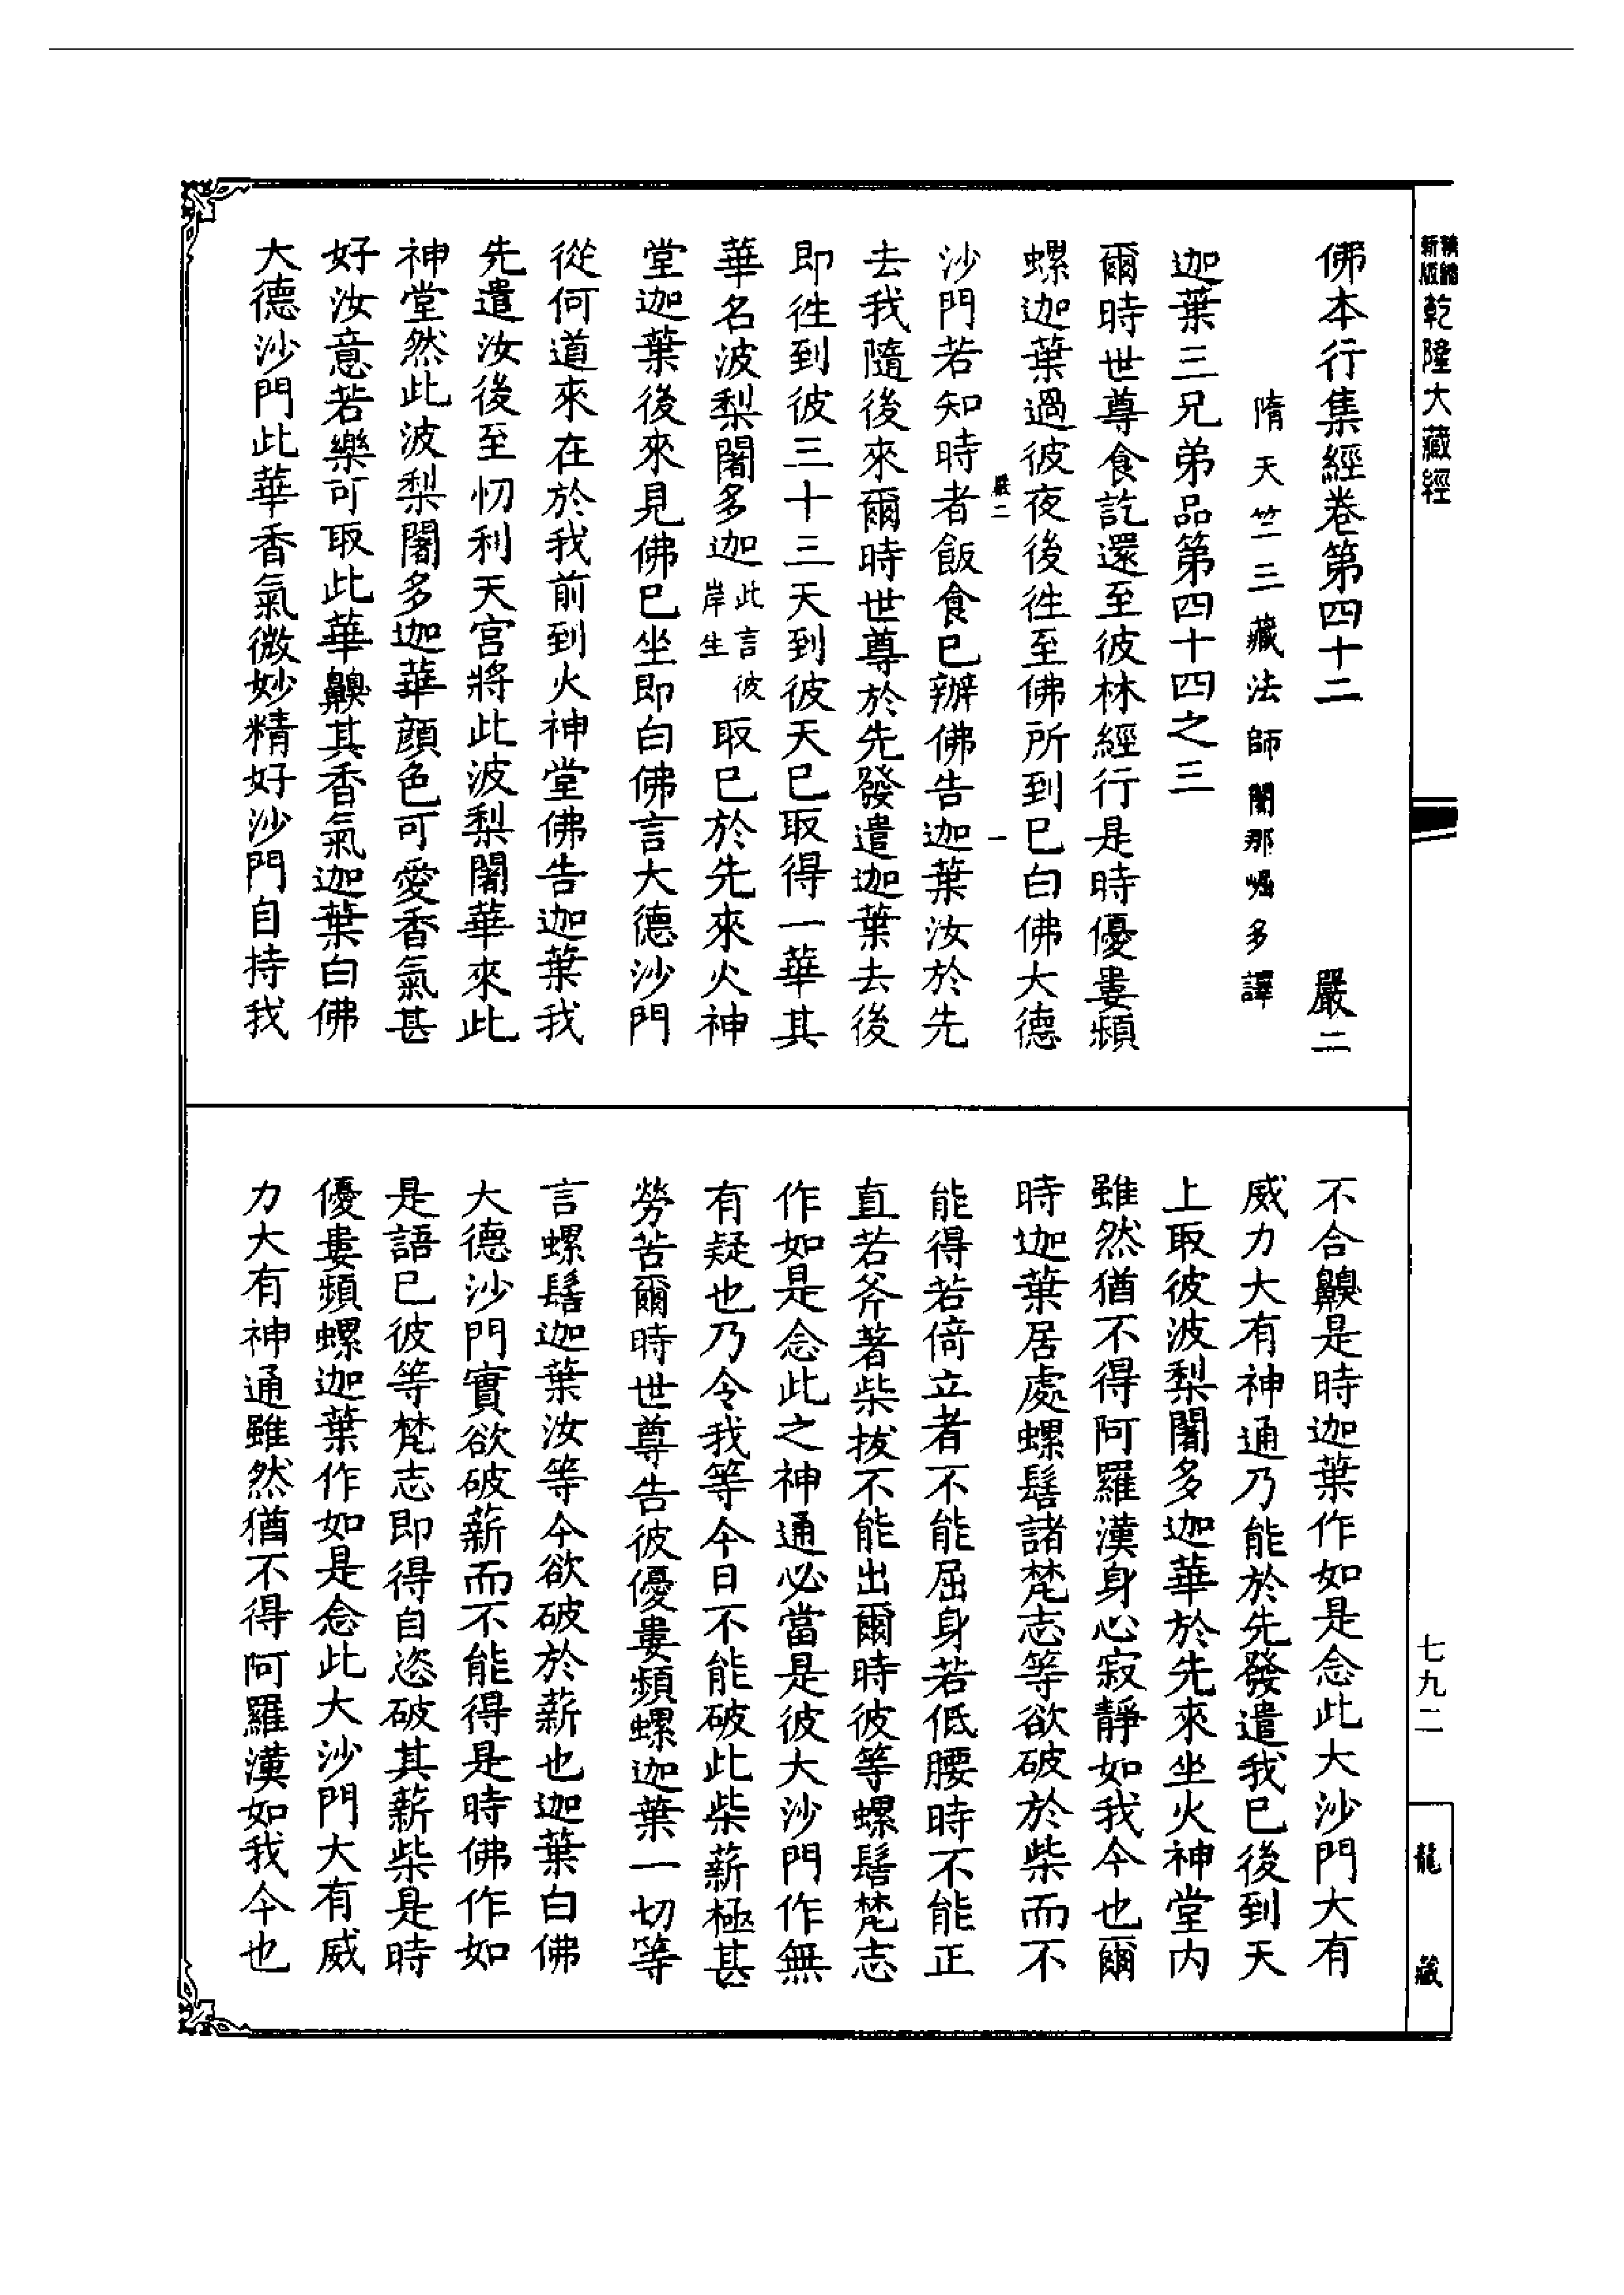 佛本行集經卷第四十二　嚴二
隋天竺三藏法師闍那崛多譯
迦葉三兄弟品第四十四之三
爾時世尊食訖還至彼林經行是時優婁頻
螺迦葉過彼夜後徃至佛所到已白佛大德
嚴二　一
沙門若知時者飯食已辦佛告迦葉汝於先
去我隨後來爾時世尊於先發遣迦葉去後
即徃到彼三十三天到彼天已取得一華其
華名波梨闍多迦此言彼岸生取已於先來火神
堂迦葉後來見佛已坐即白佛言大德沙門
從何道來在於我前到火神堂佛告迦葉我
先遣汝後至忉利天宮將此波梨闍華來此
神堂然此波梨闍多迦華顔色可愛香氣甚
好汝意若樂可取此華齅其香氣迦葉白佛
大德沙門此華香氣微妙精好沙門自持我
不合齅是時迦葉作如是念此大沙門大有
威力大有神通乃能於先發遣我已後到天
上取彼波梨闍多迦華於先來坐火神堂內
雖然猶不得阿羅漢身心寂靜如我今也爾
時迦葉居處螺髻諸梵志等欲破於柴而不
能得若倚立者不能屈身若低腰時不能正
直若斧著柴拔不能出爾時彼等螺髻梵志
作如是念此之神通必當是彼大沙門作無
有疑也乃令我等今日不能破此柴薪極甚
勞苦爾時世尊告彼優婁頻螺迦葉一切等
言螺髻迦葉汝等今欲破於薪也迦葉白佛
大德沙門實欲破薪而不能得是時佛作如
是語已彼等梵志即得自恣破其薪柴是時
優婁頻螺迦葉作如是念此大沙門大有威
力大有神通雖然猶不得阿羅漢如我今也
新版乾隆大藏經
七九二
龍藏